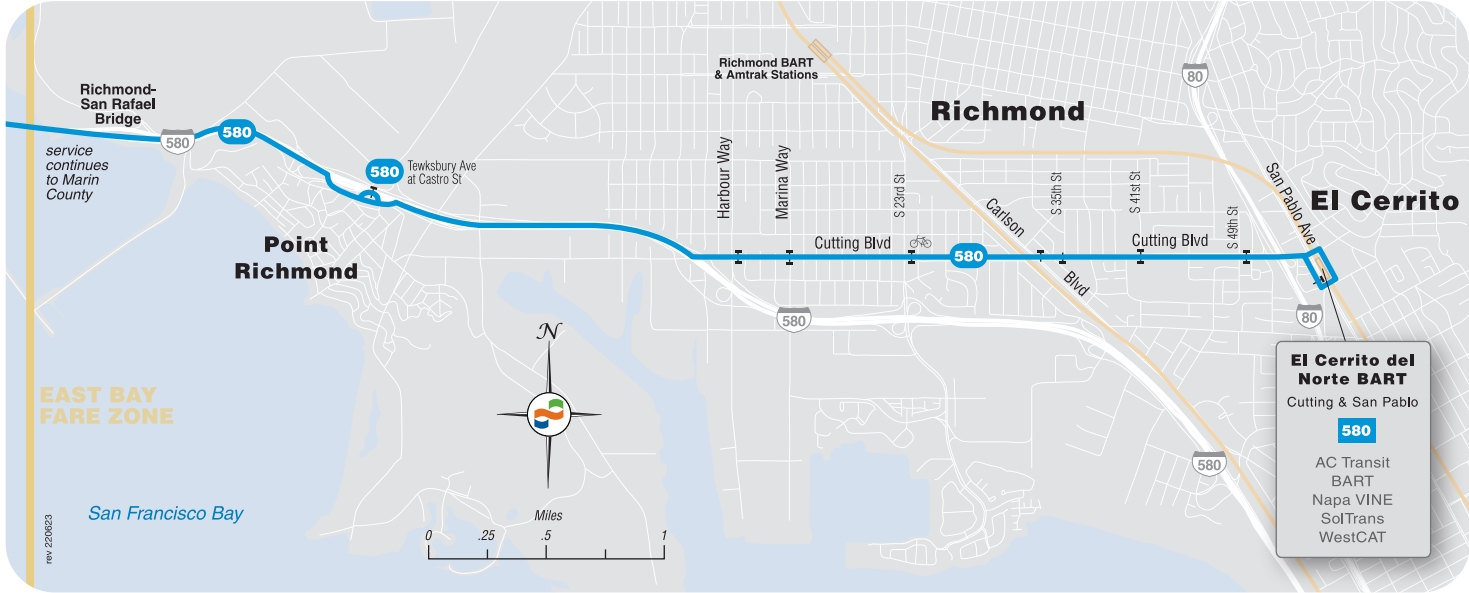 Richmond-
San Rafael
Bridge
580
580
service
continues
to Marin
County
580
Tewksbury Ave
at Castro St
Point
Richmond
Richmond BART
& Amtrak Stations
Richmond
80
Harbour Way
Marina Way
S 23rd St
Carlson
Blvd
S 35th St
S 41st St
S 49th St
San Pablo Ave
El Cerrito
Cutting Blvd
580
Cutting Blvd
580
80
580
N
EAST BAY
FARE ZONE
San Francisco Bay
rev 220623
Miles
0 .25 .5 1
El Cerrito del
Norte BART
Cutting & San Pablo
580
AC Transit
BART
Napa VINE
SolTrans
WestCAT